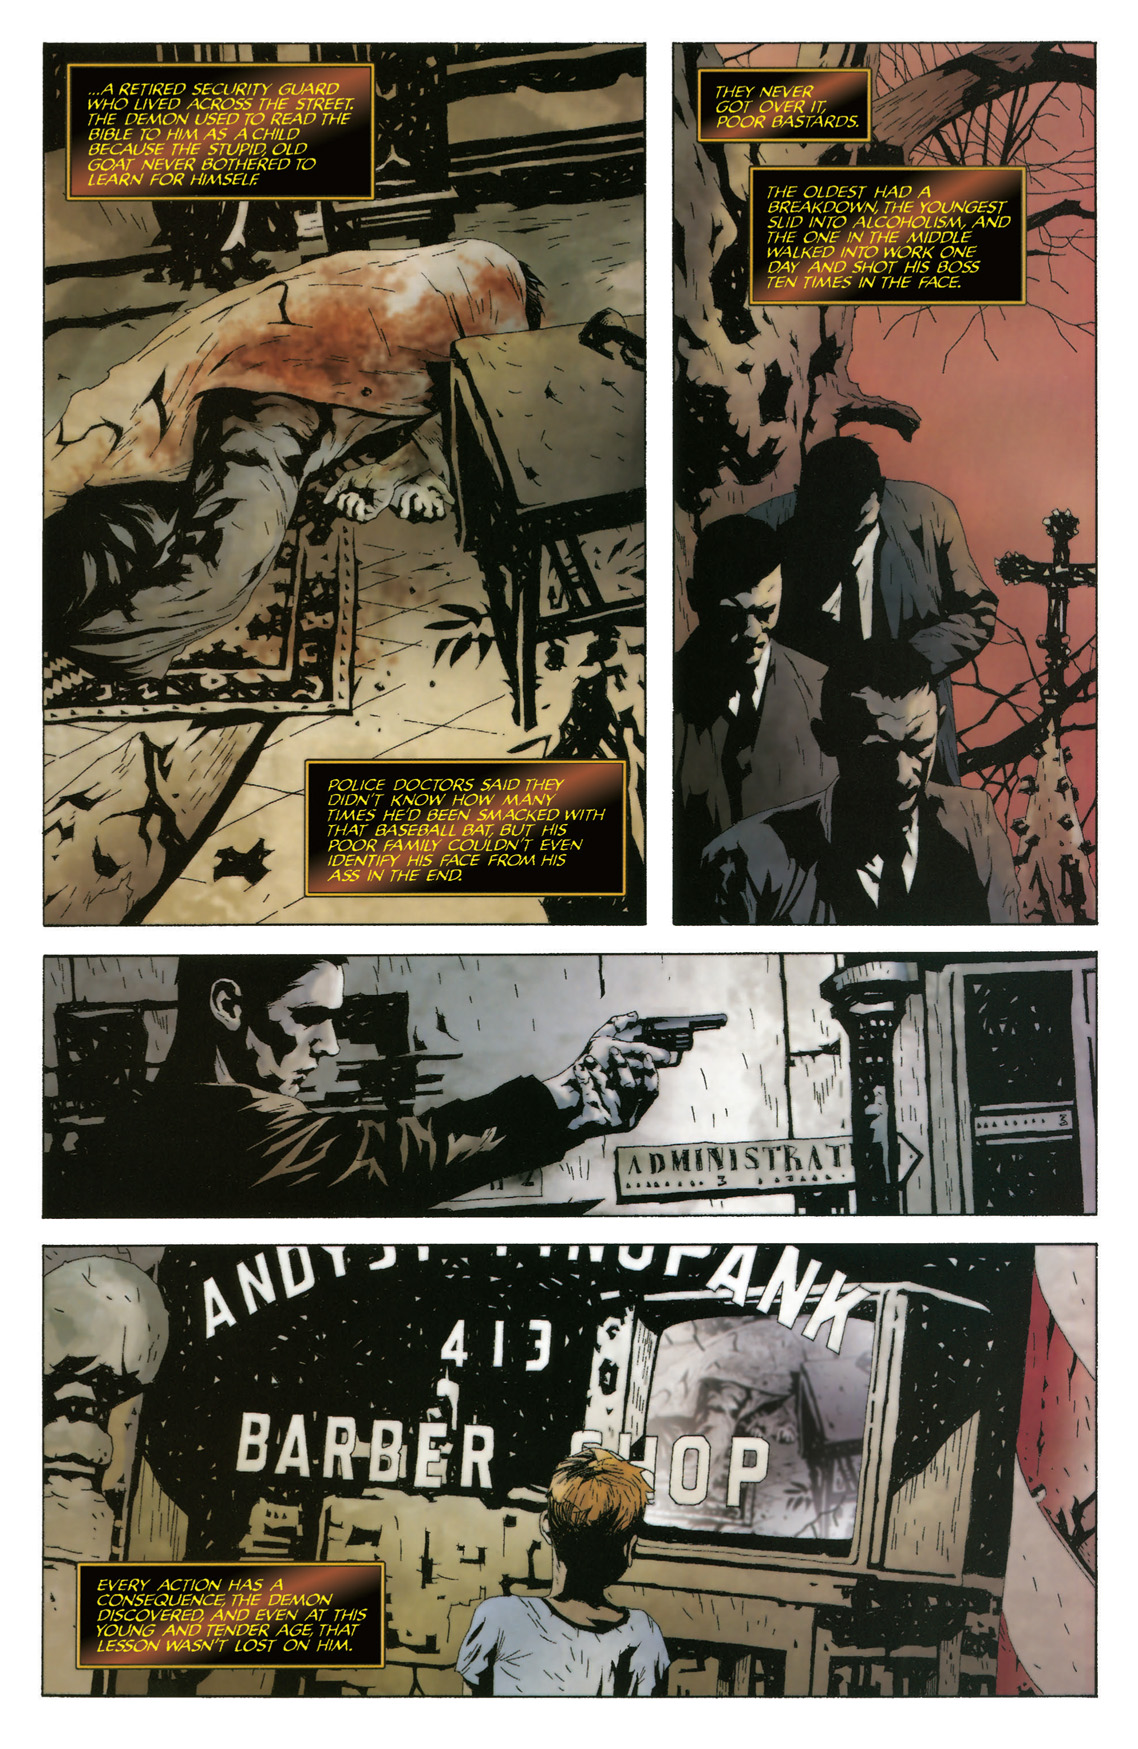 ...A RETIRED SECURITY GUARD
WHO LIVED ACROSS THE STREET.
THE DEMON USED TO READ THE
BIBLE TO HIM AS A CHILD
BECAUSE THE STUPID, OLD
GOAT NEVER BOTHERED TO
LEARN FOR HIMSELF.
POLICE DOCTORS SAID THEY
DIDN'T KNOW HOW MANY
TIMES HE'D BEEN SMACKED WITH
THAT BASEBALL BAT, BUT HIS
POOR FAMILY COULDN'T EVEN
IDENTIFY HIS FACE FROM HIS
ASS IN THE END.
THEY NEVER
GOT OVER IT,
POOR BASTARDS.
THE OLDEST HAD A
BREAKDOWN, THE YOUNGEST
SLID INTO ALCOHOLISM, AND
THE ONE IN THE MIDDLE
WALKED INTO WORK ONE
DAY AND SHOT HIS BOSS
TEN TIMES IN THE FACE.
ADMINISTRAT
413
BARBER SHOP
EVERY ACTION HAS A
CONSEQUENCE, THE DEMON
DISCOVERED, AND EVEN AT THIS
YOUNG AND TENDER AGE, THAT
LESSON WASN'T LOST ON HIM.